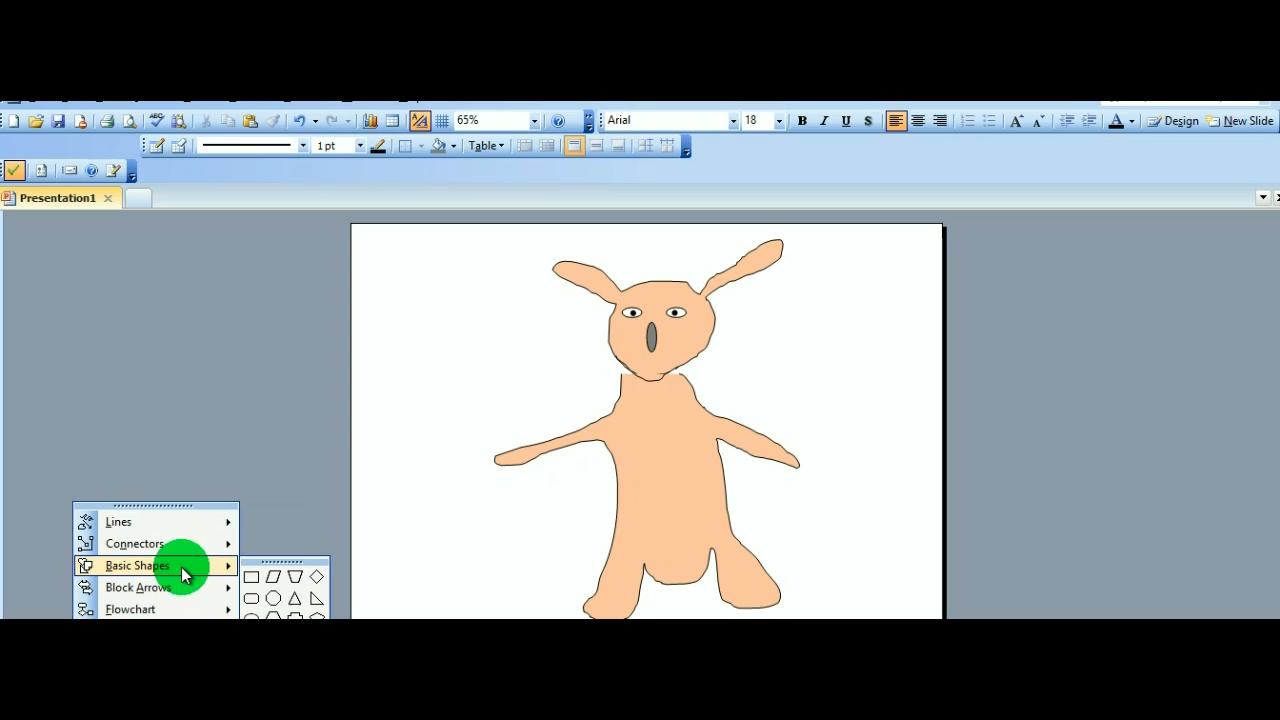 65% Arial 18 B I U S A A A Design New Slide
1 pt Table
Presentation1
Lines
Connectors
Basic Shapes
Block Arrows
Flowchart